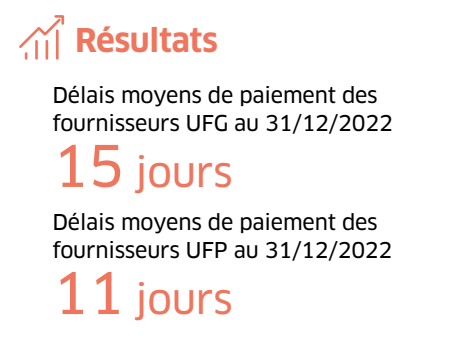 Résultats
Délais moyens de paiement des
fournisseurs UFG au 31/12/2022
15 jours
Délais moyens de paiement des
fournisseurs UFP au 31/12/2022
11 jours